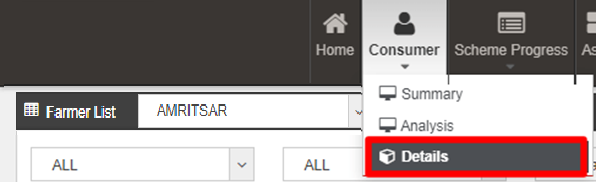 Home Consumer Scheme Progress As
Summary
Farmer List AMRITSAR
Analysis
Details
ALL ALL